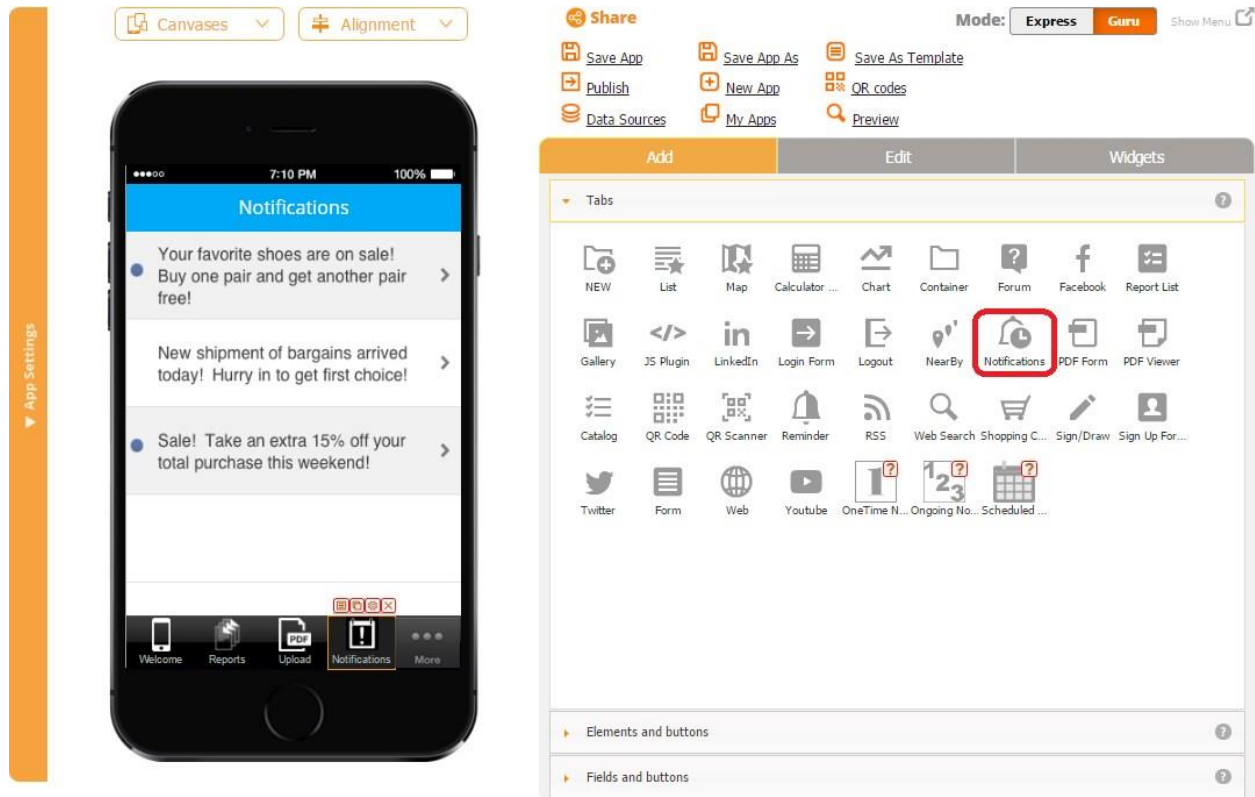 Canvases
Alignment
Share
Mode: Express Guru Show Menu
Save App
Save App As
Save As Template
Publish
New App
QR codes
Data Sources
My Apps
Preview
App Settings
7:10 PM 100%
Notifications
Your favorite shoes are on sale!
Buy one pair and get another pair
free!
New shipment of bargains arrived
today! Hurry in to get first choice!
Sale! Take an extra 15% off your
total purchase this weekend!
PDF
Welcome Reports Upload Notifications More
Add Edit Widgets
Tabs ?
NEW List Map Calculator ... Chart Container Forum Facebook Report List
Gallery JS Plugin LinkedIn Login Form Logout NearBy Notifications PDF Form PDF Viewer
Catalog QR Code QR Scanner Reminder RSS Web Search Shopping C... Sign/Draw Sign Up For...
Twitter Form Web Youtube OneTime N... Ongoing No... Scheduled ...
Elements and buttons ?
Fields and buttons ?